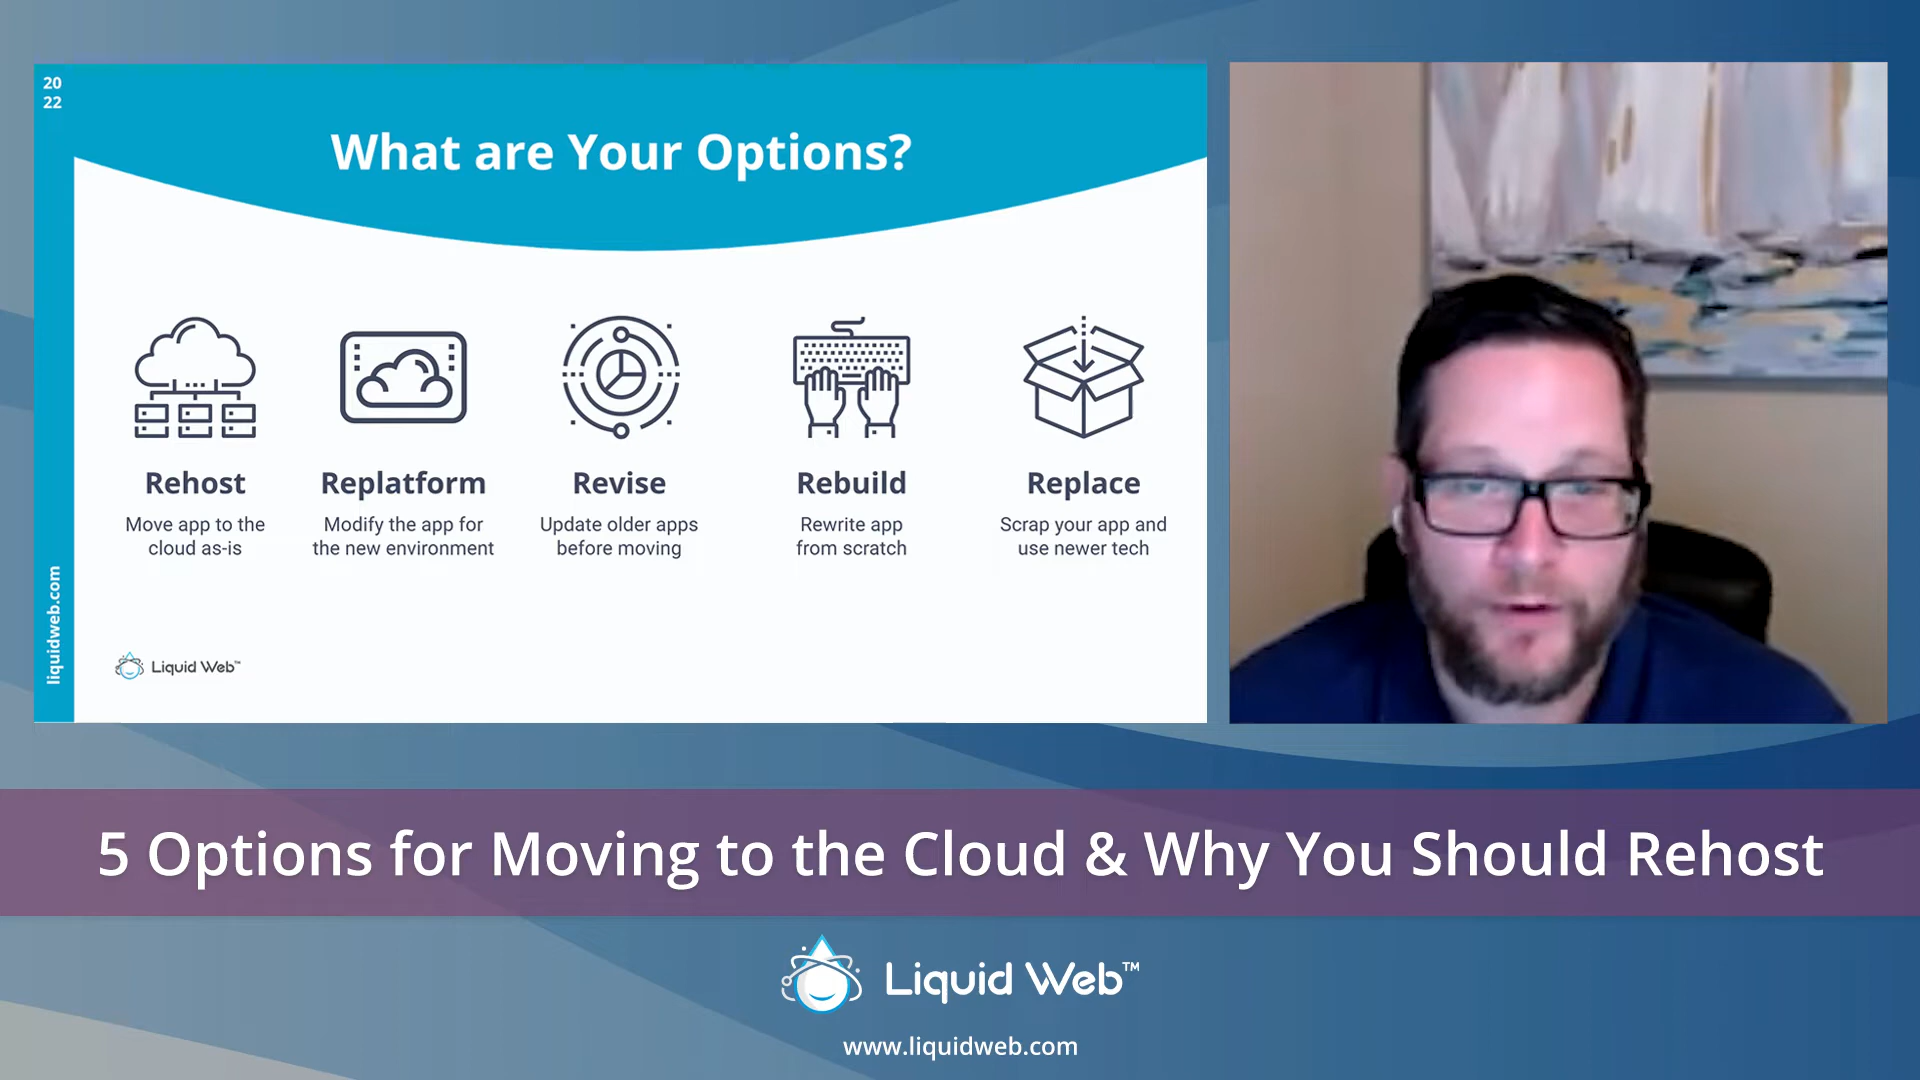 20
22
What are Your Options?
Rehost
Move app to the
cloud as-is
Replatform
Modify the app for
the new environment
Revise
Update older apps
before moving
Rebuild
Rewrite app
from scratch
Replace
Scrap your app and
use newer tech
liquidweb.com
Liquid Web™
5 Options for Moving to the Cloud & Why You Should Rehost
Liquid Web™
www.liquidweb.com